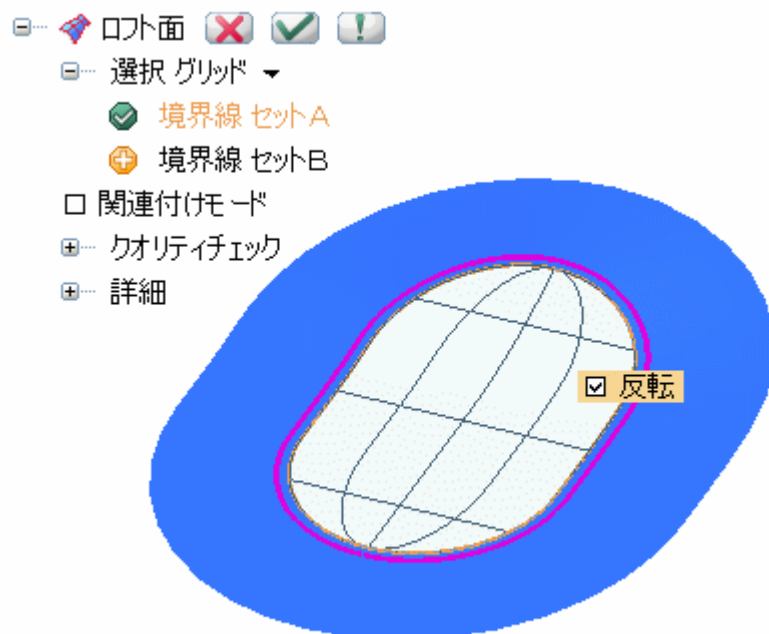 ロフト面
選択 グリッド
境界線 セットA
境界線 セットB
関連付けモード
クオリティチェック
詳細
反転